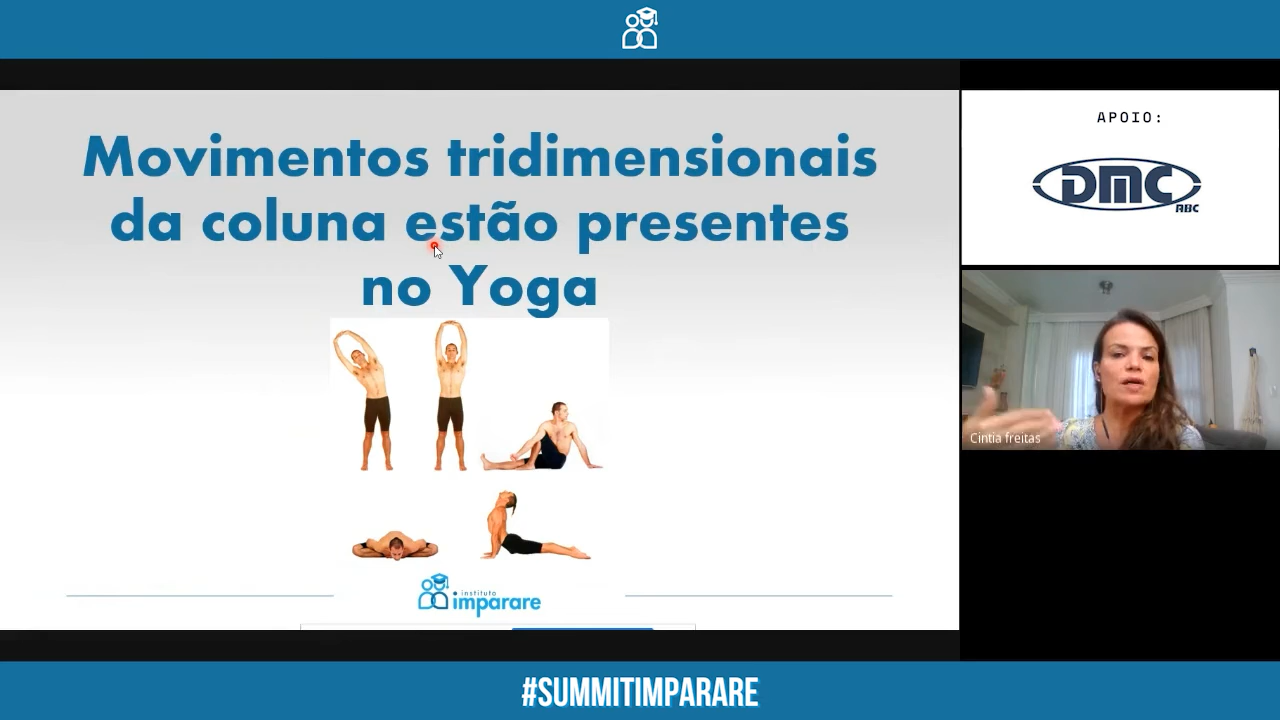 Movimentos tridimensionais
da coluna estão presentes
no Yoga
instituto
imparare
APOIO:
DMC
ABC
Cintia freitas
#SUMMITIMPARARE